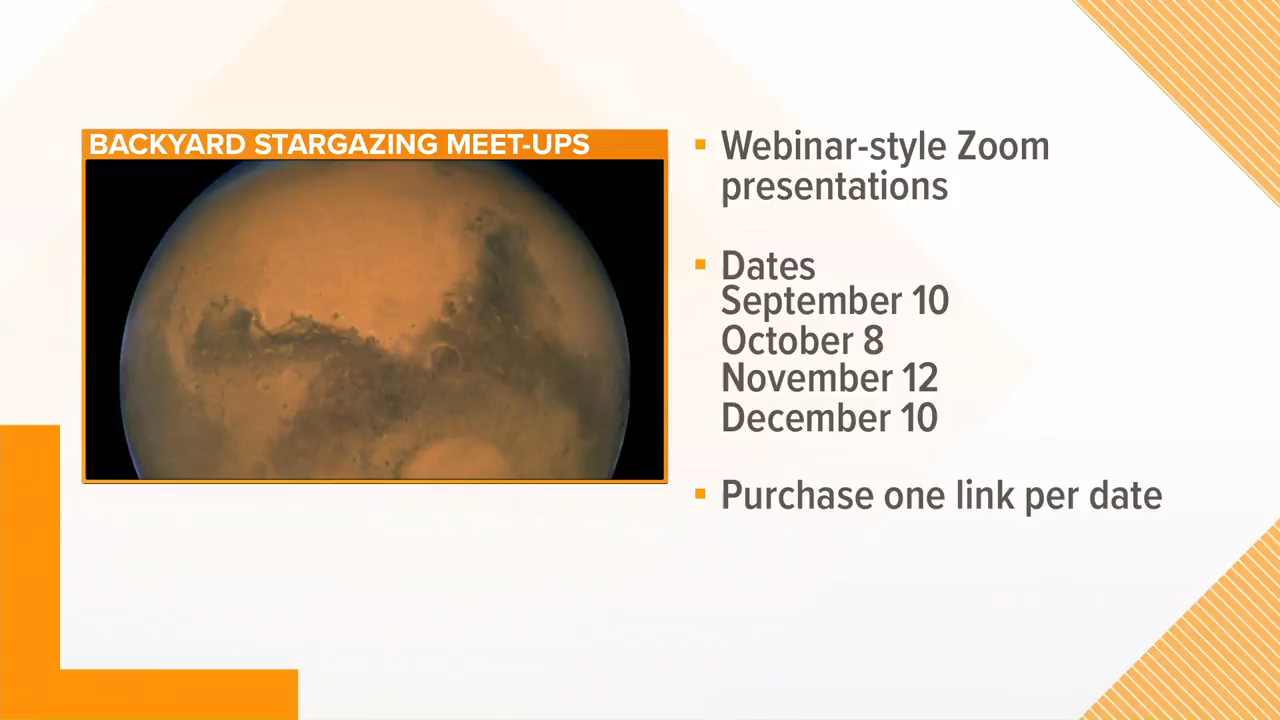 BACKYARD STARGAZING MEET-UPS
Webinar-style Zoom
presentations
Dates
September 10
October 8
November 12
December 10
Purchase one link per date